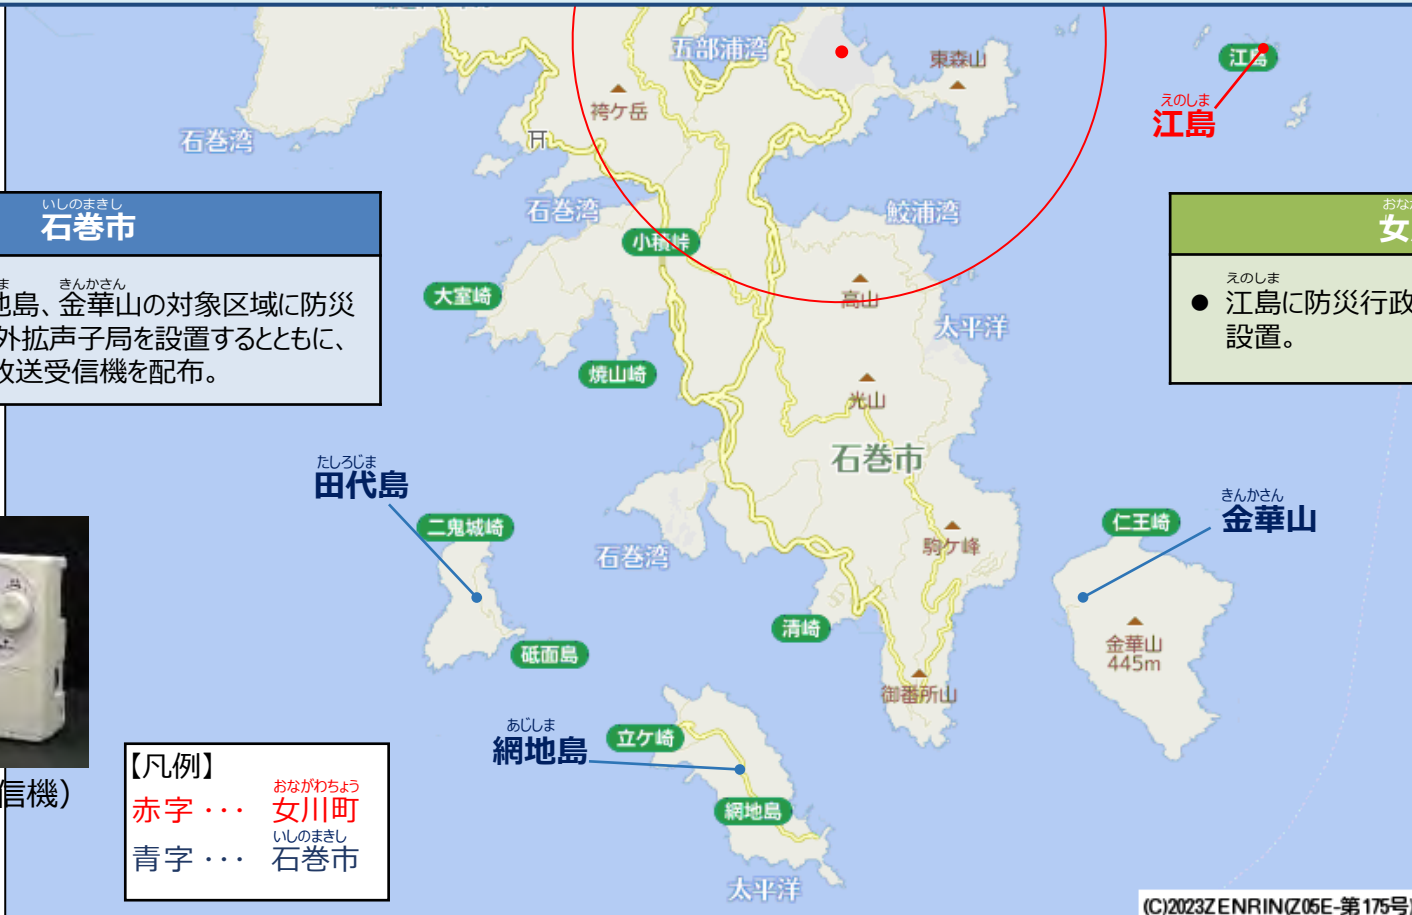 五部浦湾
東森山
江島
えのしま
江島
袴ケ岳
石巻湾
石巻湾
鮫浦湾
小積峠
いしのまきし
石巻市
地島、金華山の対象区域に防災
きんかさん
外拡声子局を設置するとともに、
放送受信機を配布。
大室崎
高山
太平洋
焼山崎
光山
石巻市
女
えのしま
● 江島に防災行政
設置。
たしろじま
田代島
二鬼城崎
石巻湾
駒ケ峰
仁王崎
きんかさん
金華山
清崎
砥面島
金華山
445m
御番所山
あじしま
網地島
立ケ崎
網地島
太平洋
信機)
【凡例】
赤字 ・・・ 女川町
おながわちょう
青字 ・・・ 石巻市
いしのまきし
(C)2023ZENRIN(Z05E-第175号)